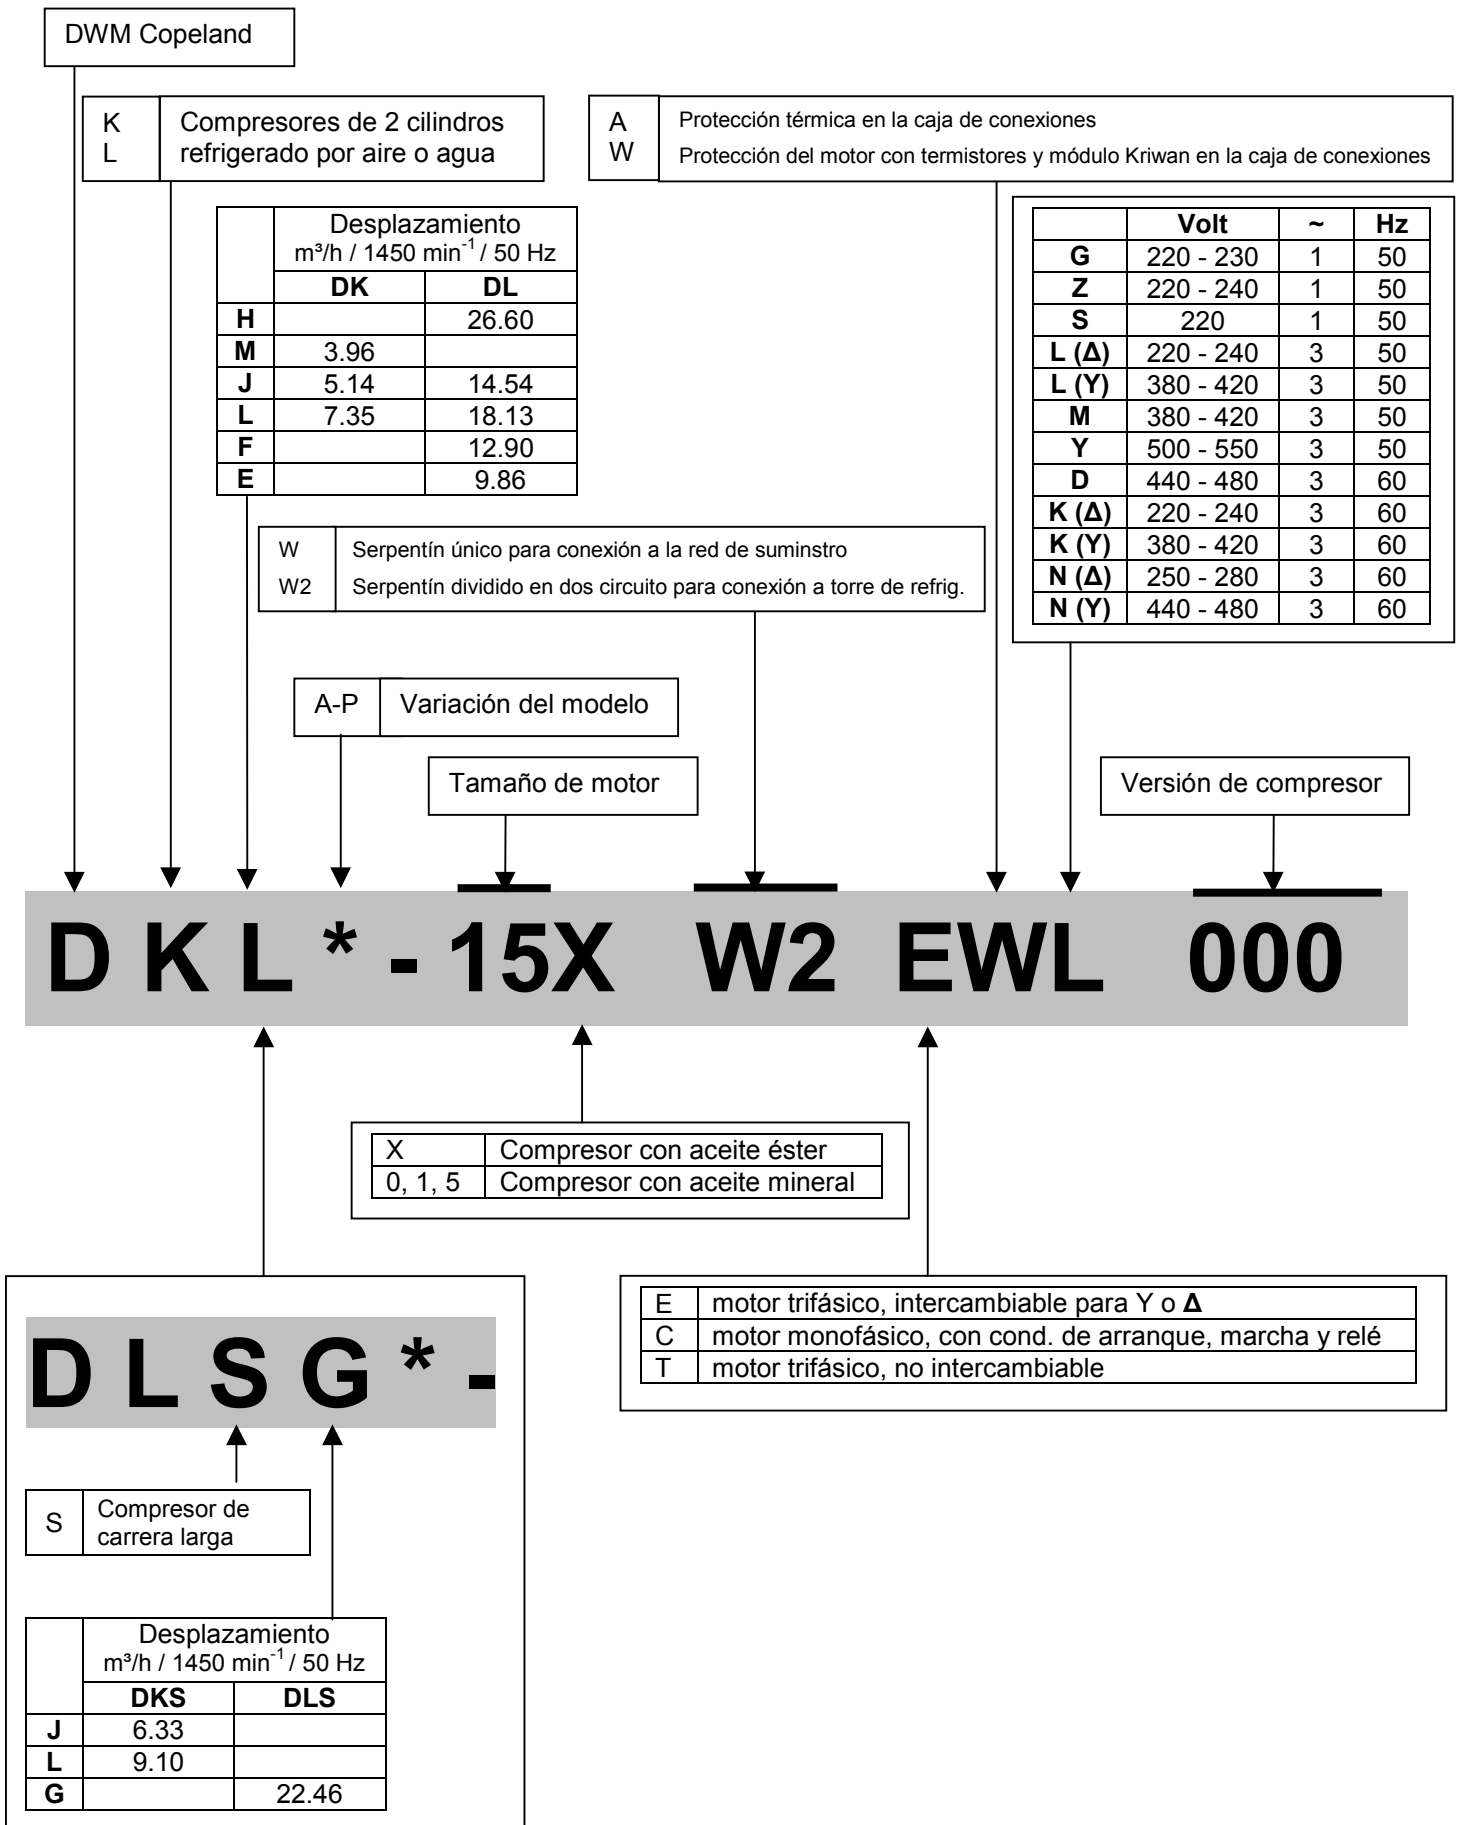 DWM Copeland
K Compresores de 2 cilindros
L refrigerado por aire o agua
A Protección térmica en la caja de conexiones
W Protección del motor con termistores y módulo Kriwan en la caja de conexiones
Desplazamiento
m³/h / 1450 min⁻¹ / 50 Hz
DK DL
H 26.60
M 3.96
J 5.14 14.54
L 7.35 18.13
F 12.90
E 9.86
Volt ~ Hz
G 220 - 230 1 50
Z 220 - 240 1 50
S 220 1 50
L (Δ) 220 - 240 3 50
L (Y) 380 - 420 3 50
M 380 - 420 3 50
Y 500 - 550 3 50
D 440 - 480 3 60
K (Δ) 220 - 240 3 60
K (Y) 380 - 420 3 60
N (Δ) 250 - 280 3 60
N (Y) 440 - 480 3 60
W Serpentín único para conexión a la red de suminstro
W2 Serpentín dividido en dos circuito para conexión a torre de refrig.
A-P Variación del modelo
Tamaño de motor
Versión de compresor
D K L * - 15X W2 EWL 000
X Compresor con aceite éster
0, 1, 5 Compresor con aceite mineral
E motor trifásico, intercambiable para Y o Δ
C motor monofásico, con cond. de arranque, marcha y relé
T motor trifásico, no intercambiable
D L S G * -
S Compresor de
carrera larga
Desplazamiento
m³/h / 1450 min⁻¹ / 50 Hz
DKS DLS
J 6.33
L 9.10
G 22.46